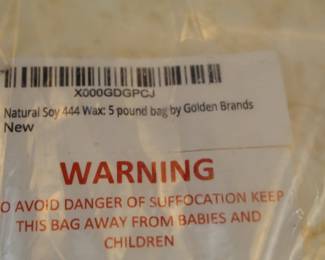 X000GDGPCJ
Natural Soy 444 Wax: 5 pound bag by Golden Brands
New
WARNING
O AVOID DANGER OF SUFFOCATION KEEP
THIS BAG AWAY FROM BABIES AND
CHILDREN